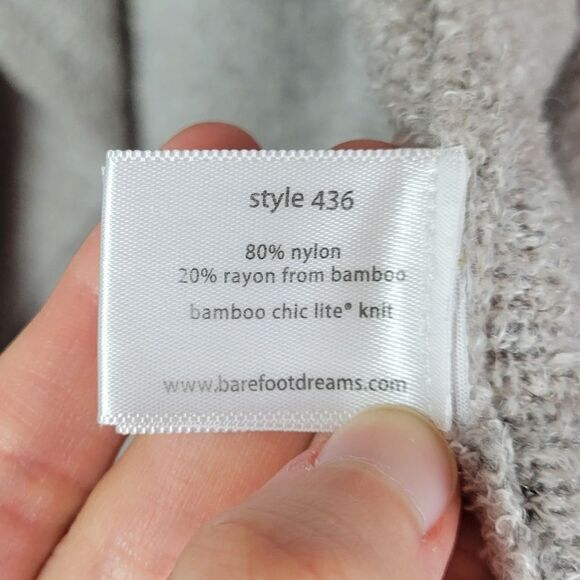 style 436
80% nylon
20% rayon from bamboo
bamboo chic lite® knit
www.barefootdreams.com